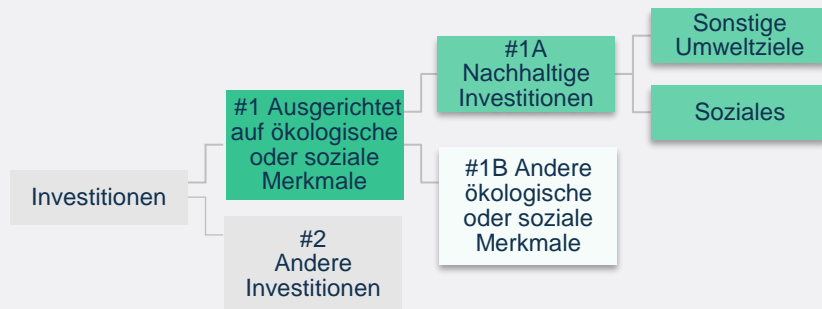 Investitionen
#1 Ausgerichtet
auf ökologische
oder soziale
Merkmale
#2
Andere
Investitionen
#1A
Nachhaltige
Investitionen
#1B Andere
ökologische
oder soziale
Merkmale
Sonstige
Umweltziele
Soziales